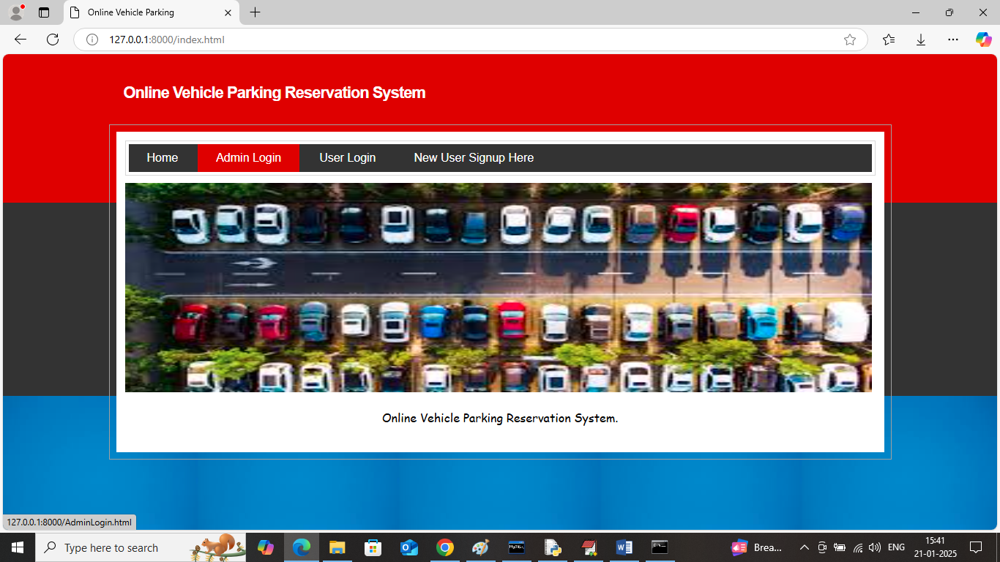 Online Vehicle Parking
127.0.0.1:8000/index.html
Online Vehicle Parking Reservation System
Home Admin Login User Login New User Signup Here
Online Vehicle Parking Reservation System.
127.0.0.1:8000/AdminLogin.html
Type here to search
Brea...
ENG
15:41
21-01-2025